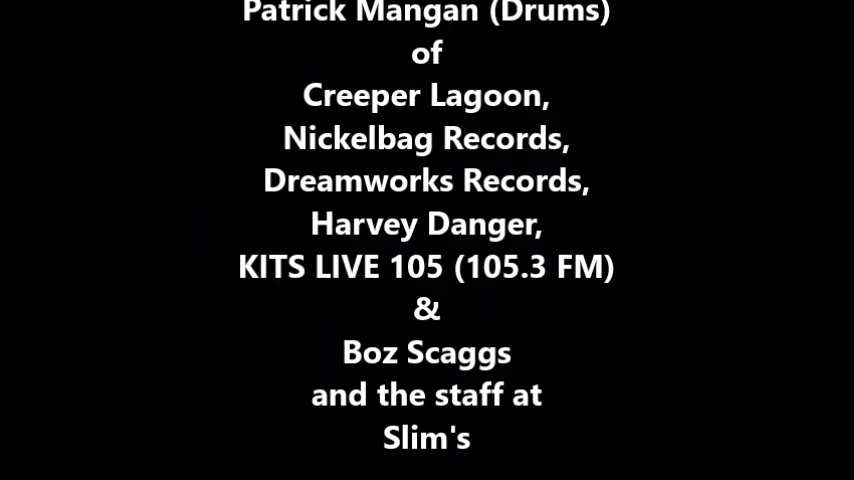 Patrick Mangan (Drums)
of
Creeper Lagoon,
Nickelbag Records,
Dreamworks Records,
Harvey Danger,
KITS LIVE 105 (105.3 FM)
&
Boz Scaggs
and the staff at
Slim's